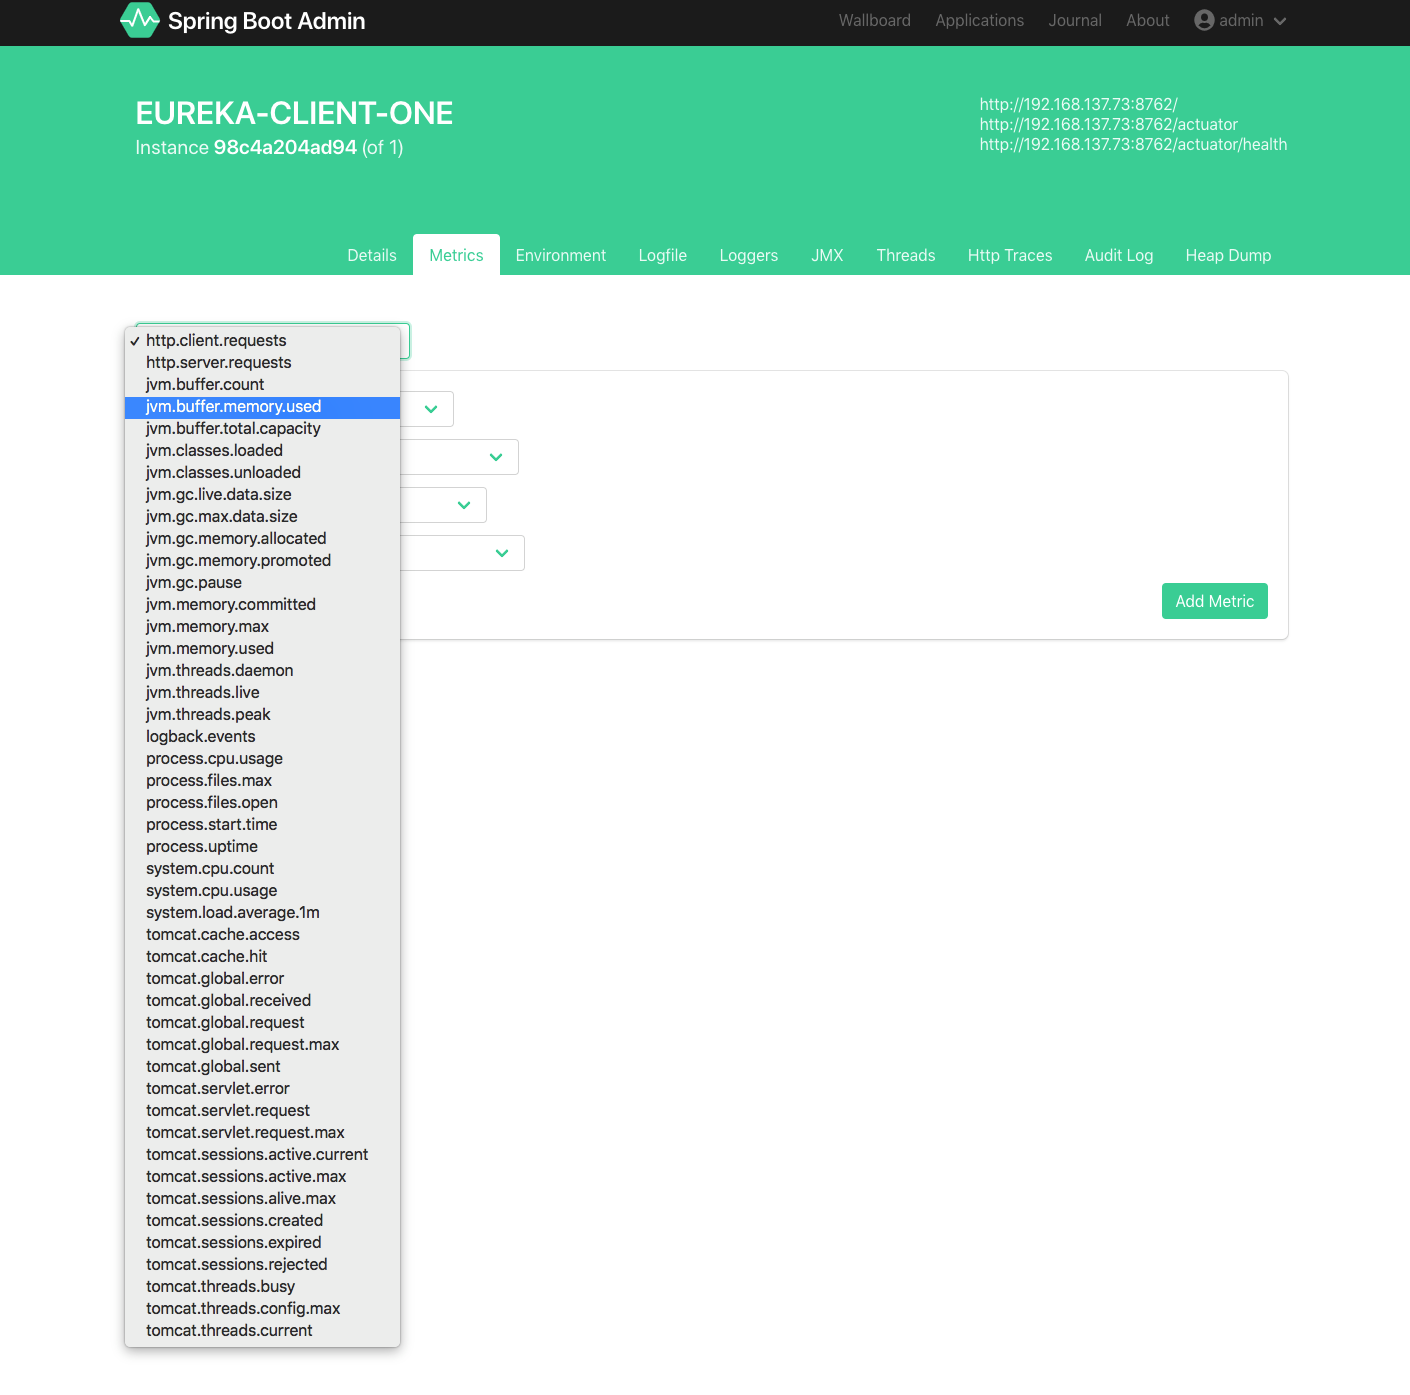 Spring Boot Admin
Wallboard Applications Journal About admin
EUREKA-CLIENT-ONE
Instance 98c4a204ad94 (of 1)
http://192.168.137.73:8762/
http://192.168.137.73:8762/actuator
http://192.168.137.73:8762/actuator/health
Details Metrics Environment Logfile Loggers JMX Threads Http Traces Audit Log Heap Dump
✓ http.client.requests
http.server.requests
jvm.buffer.count
jvm.buffer.memory.used
jvm.buffer.total.capacity
jvm.classes.loaded
jvm.classes.unloaded
jvm.gc.live.data.size
jvm.gc.max.data.size
jvm.gc.memory.allocated
jvm.gc.memory.promoted
jvm.gc.pause
jvm.memory.committed
jvm.memory.max
jvm.memory.used
jvm.threads.daemon
jvm.threads.live
jvm.threads.peak
logback.events
process.cpu.usage
process.files.max
process.files.open
process.start.time
process.uptime
system.cpu.count
system.cpu.usage
system.load.average.1m
tomcat.cache.access
tomcat.cache.hit
tomcat.global.error
tomcat.global.received
tomcat.global.request
tomcat.global.request.max
tomcat.global.sent
tomcat.servlet.error
tomcat.servlet.request
tomcat.servlet.request.max
tomcat.sessions.active.current
tomcat.sessions.active.max
tomcat.sessions.alive.max
tomcat.sessions.created
tomcat.sessions.expired
tomcat.sessions.rejected
tomcat.threads.busy
tomcat.threads.config.max
tomcat.threads.current
Add Metric